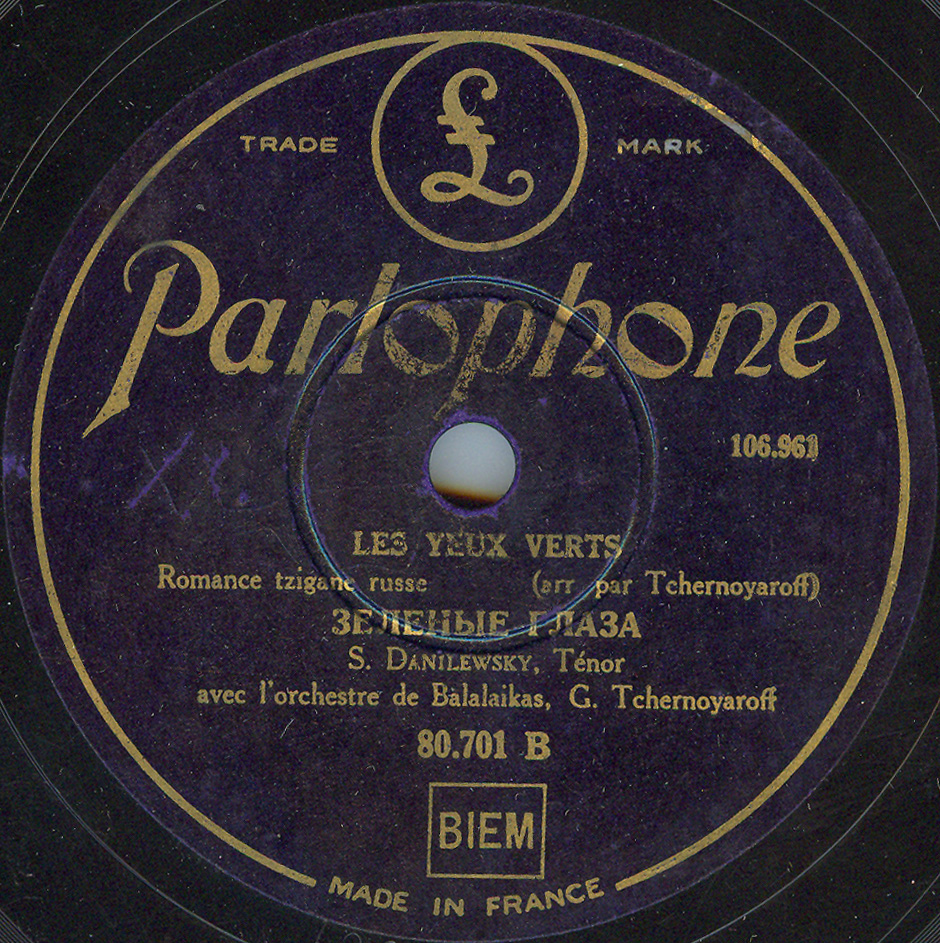 £
TRADE MARK
Parlophone
106.961
LES YEUX VERTS
Romance tzigane russe (arr par Tchernoyaroff)
ЗЕЛЕНЫЕ ГЛАЗА
S. DANILEWSKY, Ténor
avec l'orchestre de Balalaikas, G. Tchernoyaroff
80.701 B
BIEM
MADE IN FRANCE